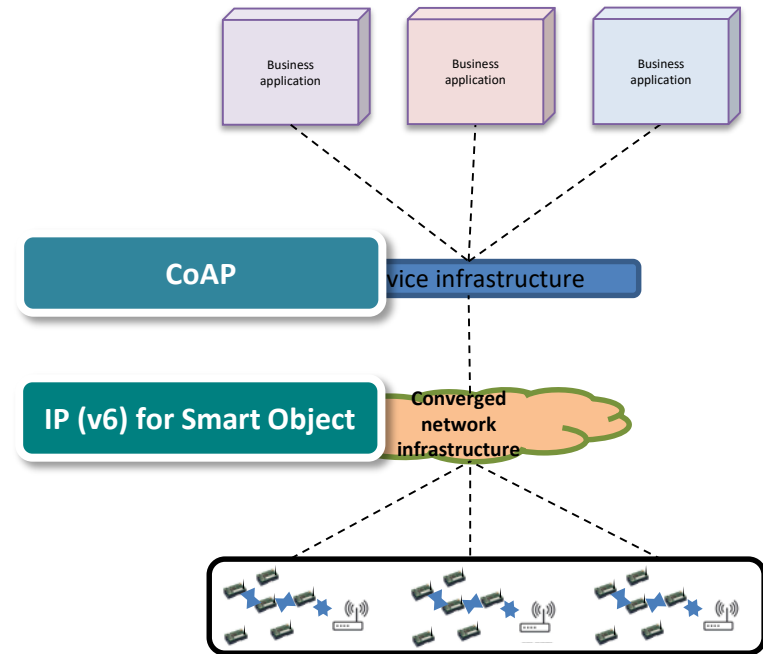 Business
application
Business
application
Business
application
CoAP
vice infrastructure
IP (v6) for Smart Object
Converged
network
infrastructure